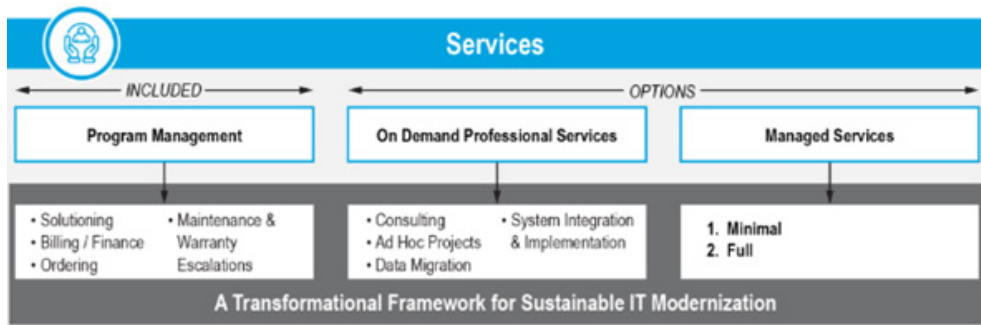 Services
INCLUDED
OPTIONS
Program Management
On Demand Professional Services
Managed Services
• Solutioning
• Billing / Finance
• Ordering
• Maintenance &
Warranty
Escalations
• Consulting
• Ad Hoc Projects
• Data Migration
• System Integration
& Implementation
1. Minimal
2. Full
A Transformational Framework for Sustainable IT Modernization